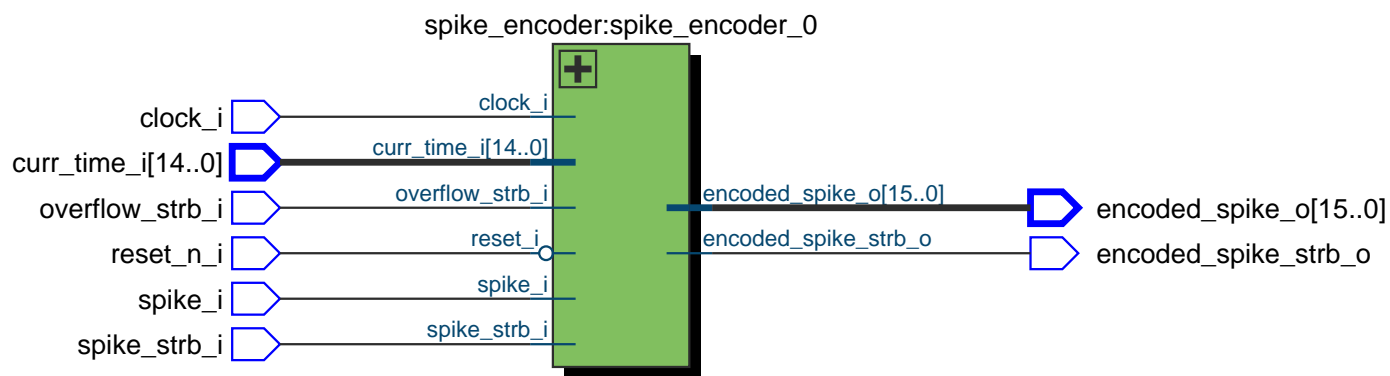 spike_encoder:spike_encoder_0
clock_i
clock_i
curr_time_i[14..0]
curr_time_i[14..0]
overflow_strb_i
overflow_strb_i
encoded_spike_o[15..0]
encoded_spike_o[15..0]
reset_n_i
reset_i
encoded_spike_strb_o
encoded_spike_strb_o
spike_i
spike_i
spike_strb_i
spike_strb_i